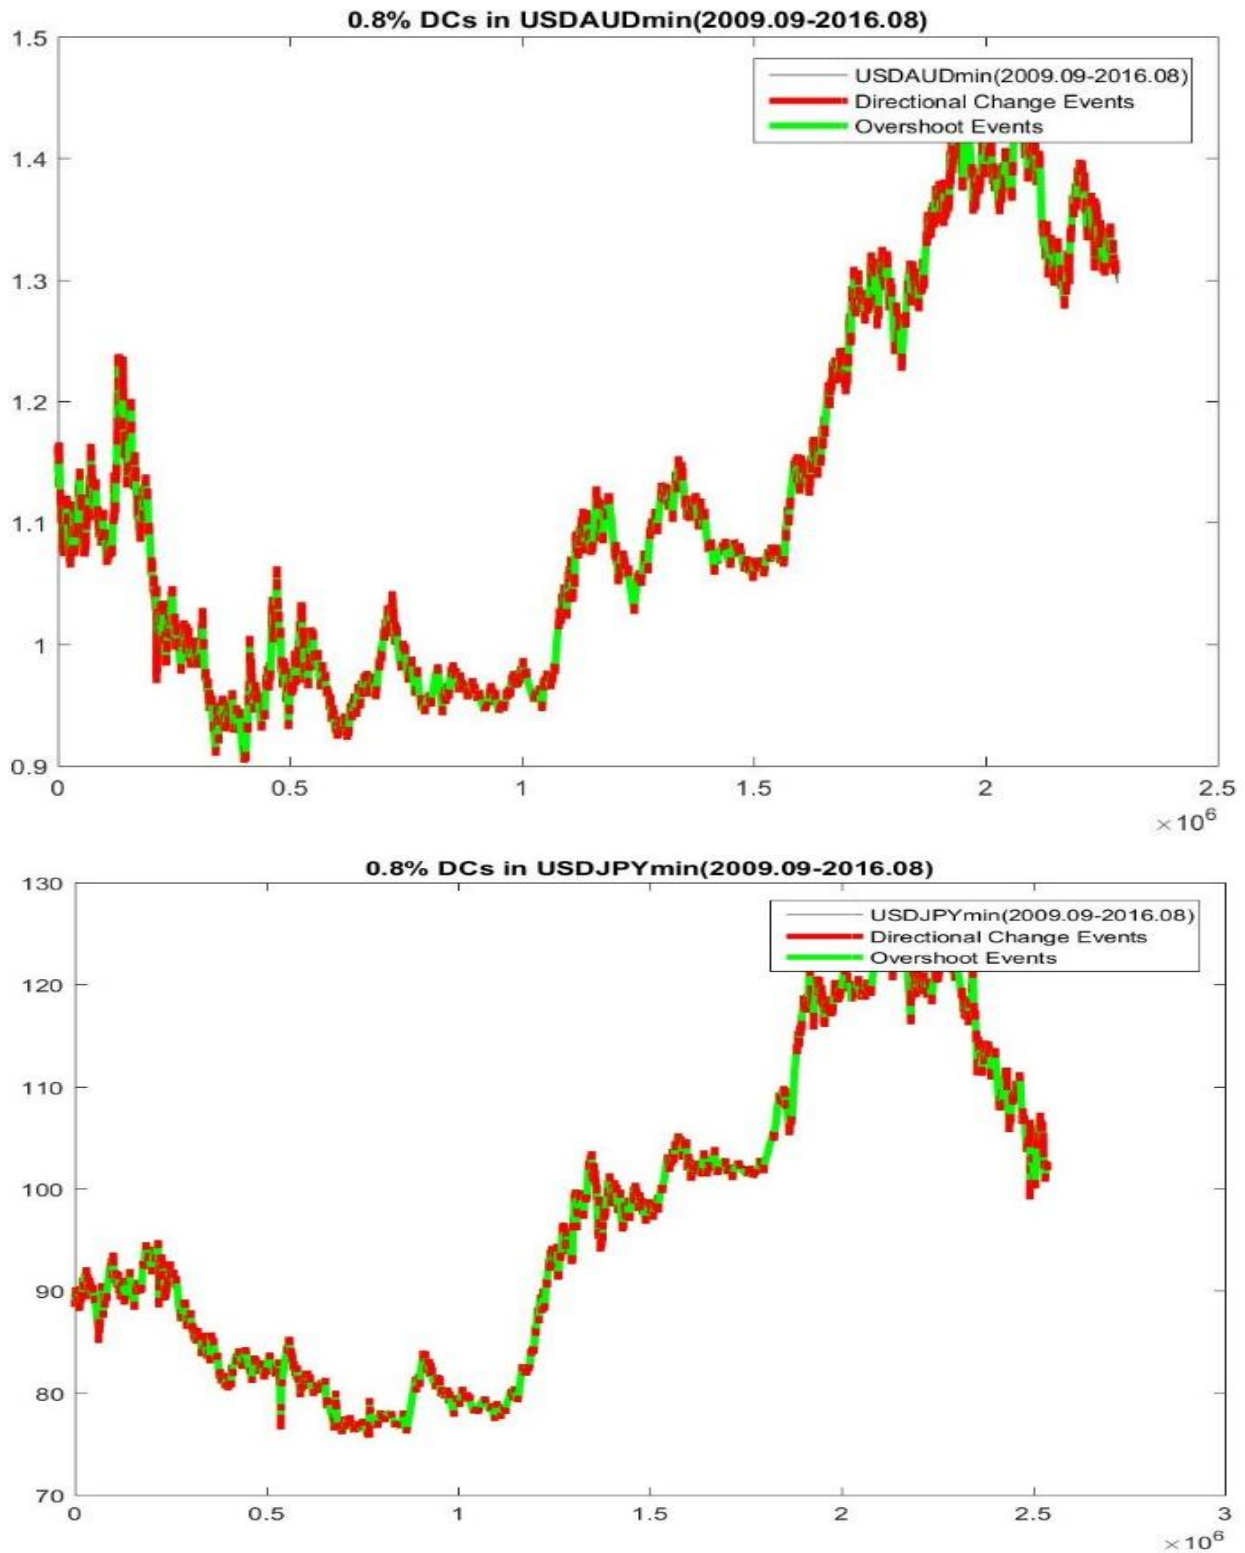 0.8% DCs in USDAUDmin(2009.09-2016.08)
1.5
USDAUDmin(2009.09-2016.08)
Directional Change Events
Overshoot Events
1.4
1.3
1.2
1.1
1
0.9
0 0.5 1 1.5 2 2.5
×10^6
0.8% DCs in USDJPYmin(2009.09-2016.08)
130
USDJPYmin(2009.09-2016.08)
Directional Change Events
Overshoot Events
120
110
100
90
80
70
0 0.5 1 1.5 2 2.5 3
×10^6